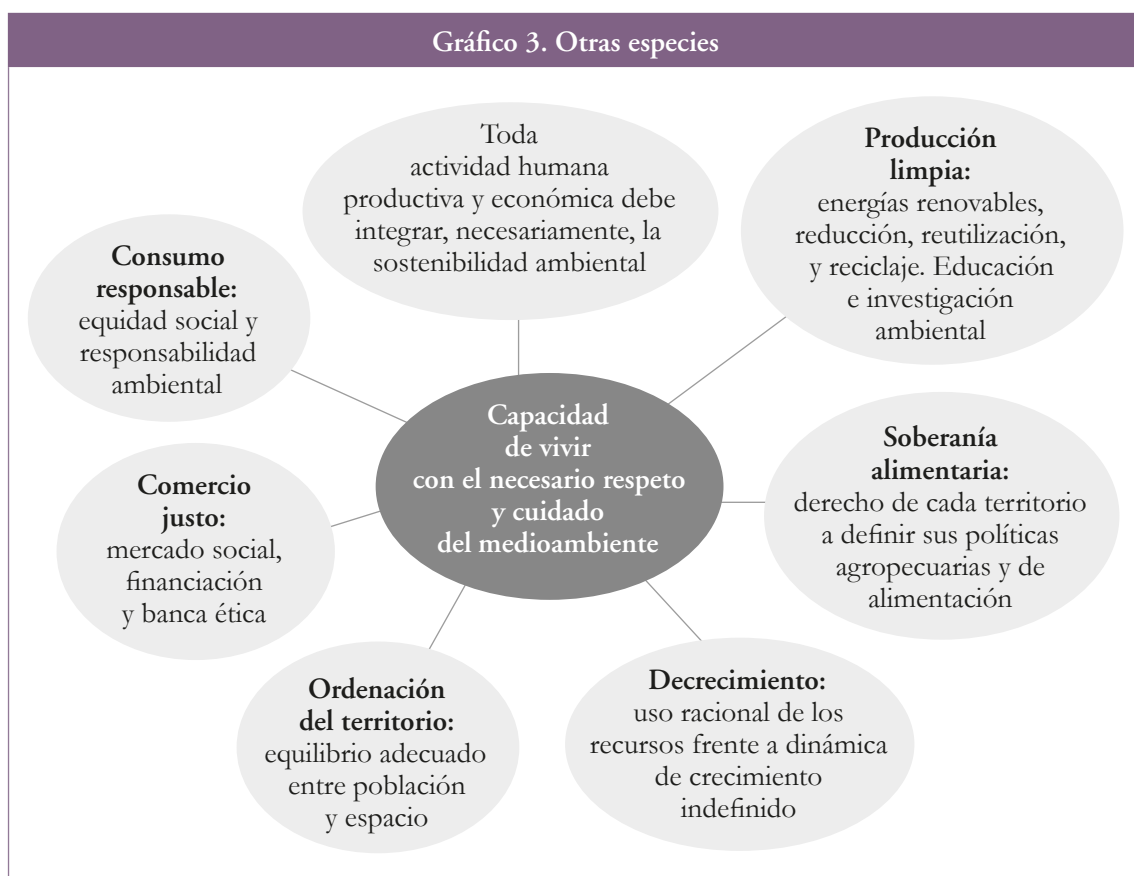 Gráfico 3. Otras especies
Toda
actividad humana
productiva y económica debe
integrar, necesariamente, la
sostenibilidad ambiental
Producción
limpia:
energías renovables,
reducción, reutilización,
y reciclaje. Educación
e investigación
ambiental
Consumo
responsable:
equidad social y
responsabilidad
ambiental
Capacidad
de vivir
con el necesario respeto
y cuidado
del medioambiente
Soberanía
alimentaria:
derecho de cada territorio
a definir sus políticas
agropecuarias y de
alimentación
Comercio
justo:
mercado social,
financiación
y banca ética
Ordenación
del territorio:
equilibrio adecuado
entre población
y espacio
Decrecimiento:
uso racional de los
recursos frente a dinámica
de crecimiento
indefinido